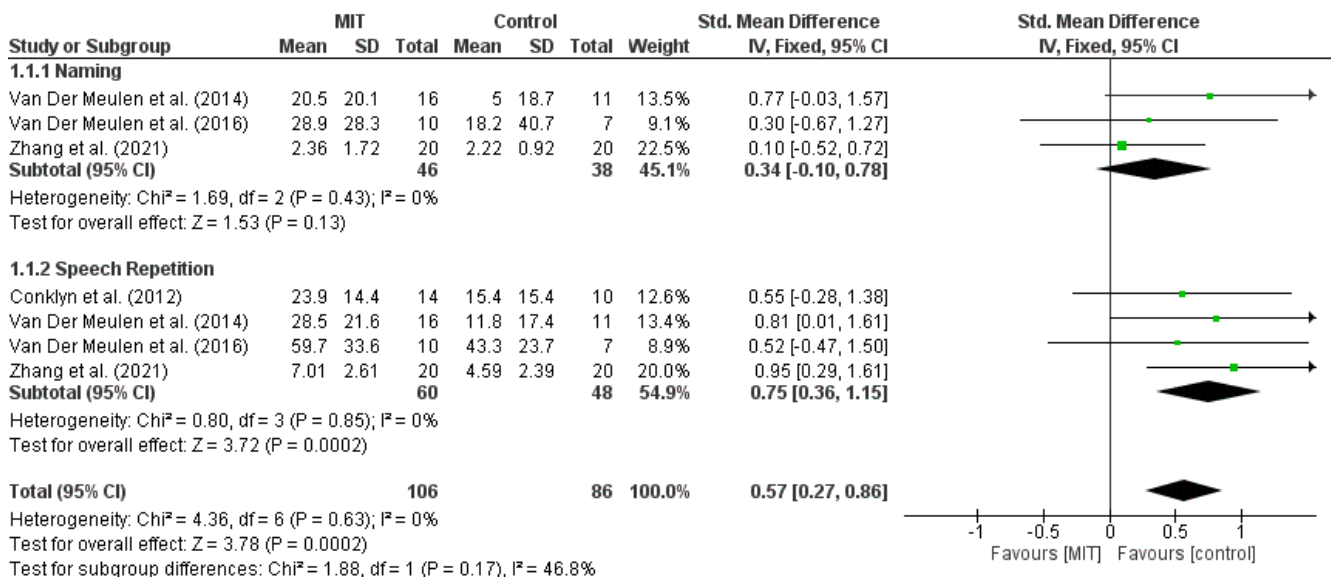 MIT Control Std. Mean Difference Std. Mean Difference
Study or Subgroup Mean SD Total Mean SD Total Weight IV, Fixed, 95% CI IV, Fixed, 95% CI
1.1.1 Naming
Van Der Meulen et al. (2014) 20.5 20.1 16 5 18.7 11 13.5% 0.77 [-0.03, 1.57]
Van Der Meulen et al. (2016) 28.9 28.3 10 18.2 40.7 7 9.1% 0.30 [-0.67, 1.27]
Zhang et al. (2021) 2.36 1.72 20 2.22 0.92 20 22.5% 0.10 [-0.52, 0.72]
Subtotal (95% CI) 46 38 45.1% 0.34 [-0.10, 0.78]
Heterogeneity: Chi² = 1.69, df = 2 (P = 0.43); I² = 0%
Test for overall effect: Z = 1.53 (P = 0.13)
1.1.2 Speech Repetition
Conklyn et al. (2012) 23.9 14.4 14 15.4 15.4 10 12.6% 0.55 [-0.28, 1.38]
Van Der Meulen et al. (2014) 28.5 21.6 16 11.8 17.4 11 13.4% 0.81 [0.01, 1.61]
Van Der Meulen et al. (2016) 59.7 33.6 10 43.3 23.7 7 8.9% 0.52 [-0.47, 1.50]
Zhang et al. (2021) 7.01 2.61 20 4.59 2.39 20 20.0% 0.95 [0.29, 1.61]
Subtotal (95% CI) 60 48 54.9% 0.75 [0.36, 1.15]
Heterogeneity: Chi² = 0.80, df = 3 (P = 0.85); I² = 0%
Test for overall effect: Z = 3.72 (P = 0.0002)
Total (95% CI) 106 86 100.0% 0.57 [0.27, 0.86]
Heterogeneity: Chi² = 4.36, df = 6 (P = 0.63); I² = 0%
Test for overall effect: Z = 3.78 (P = 0.0002)
Test for subgroup differences: Chi² = 1.88, df = 1 (P = 0.17), I² = 46.8%
-1 -0.5 0 0.5 1
Favours [MIT] Favours [control]